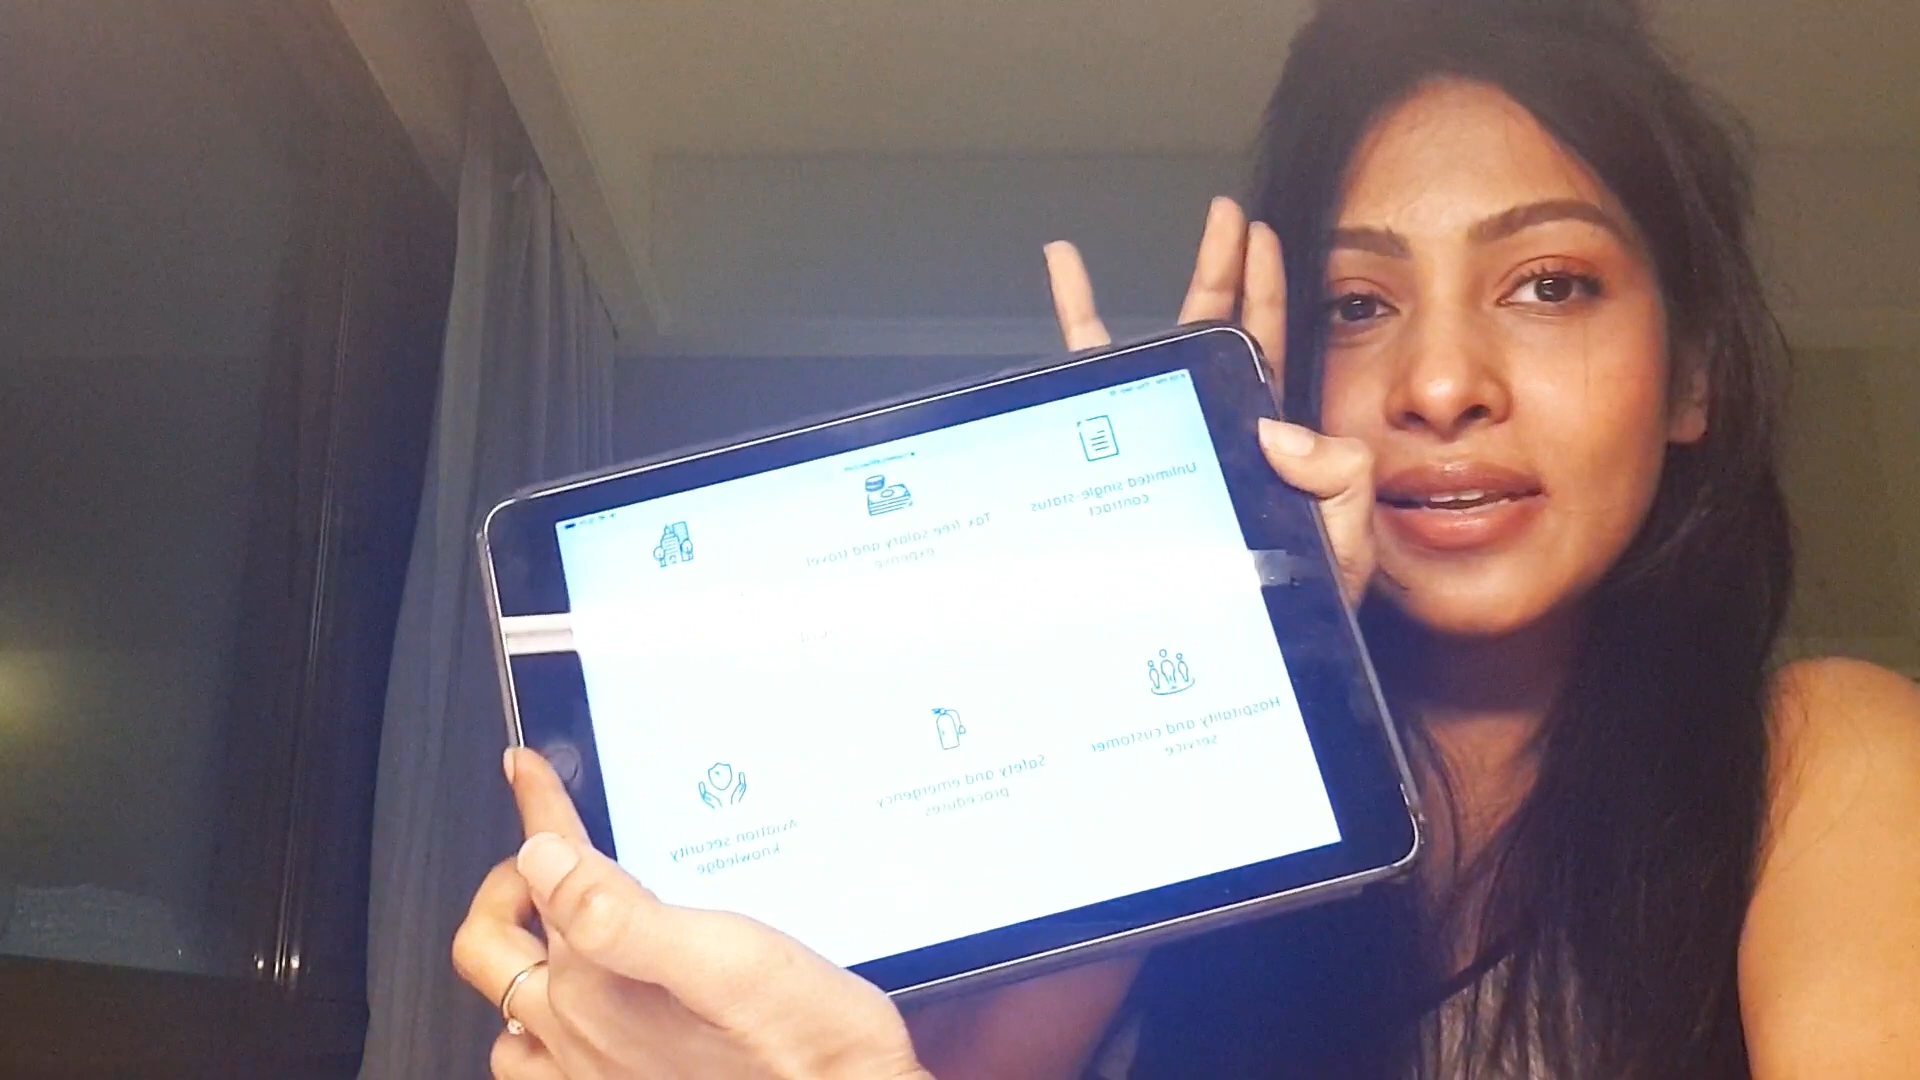 Unlimited single-status
contract
Tax free salary and travel
expense
Hospitality and customer
service
Safety and emergency
procedures
Aviation security
knowledge